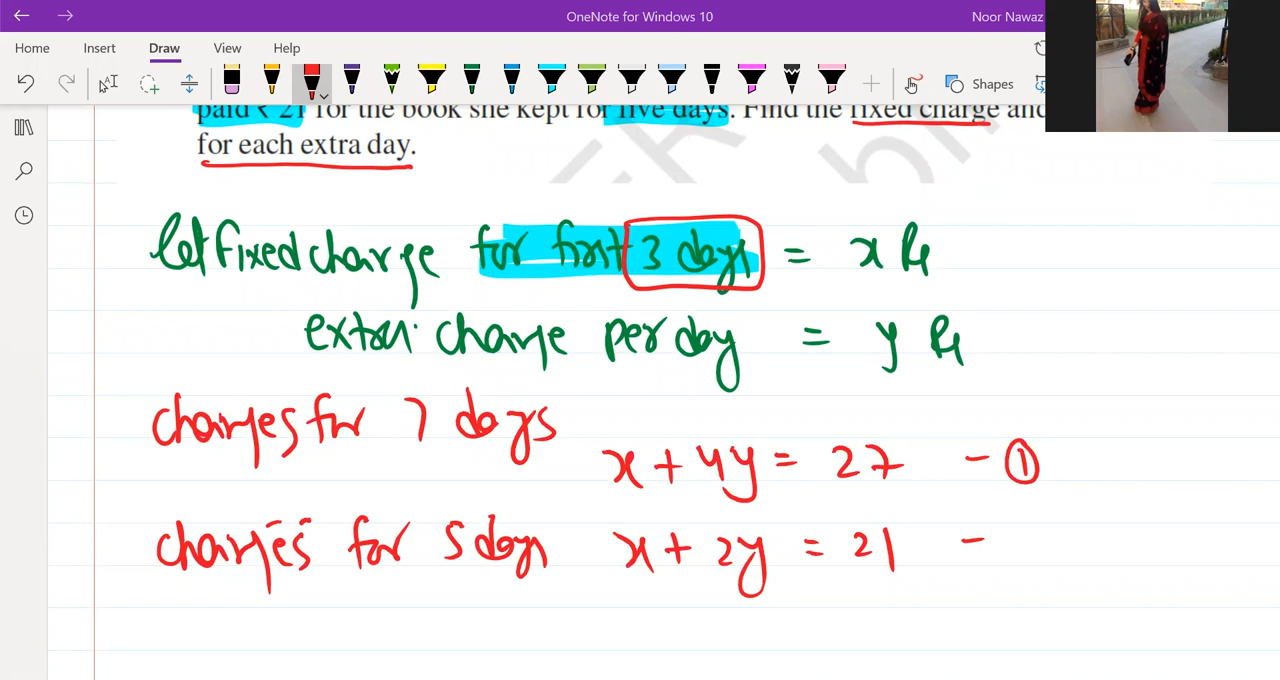 OneNote for Windows 10
Noor Nawaz
Home Insert Draw View Help
Shapes
paid ₹ 21 for the book she kept for five days. Find the fixed charge and
for each extra day.
let fixed charge for first 3 days = x Rs
extra charge per day = y Rs
charges for 7 days
x + 4y = 27 - ①
charges for 5 days x + 2y = 21 -